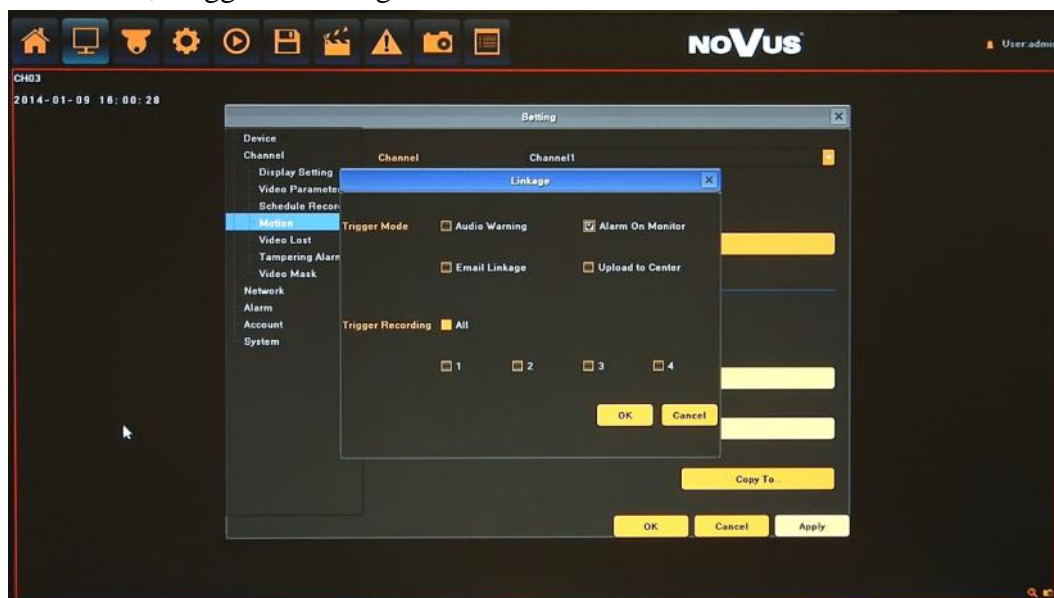 NOVUS
User:admi
CH03
2014-01-09 16:00:28
Setting
Device
Channel
Channel Channel1
Display Setting
Linkage
Video Paramete
Schedule Recor
Motion
Trigger Mode Audio Warning Alarm On Monitor
Video Lost
Tampering Alarm
Email Linkage Upload to Center
Video Mask
Network
Alarm
Account
Trigger Recording All
System
1 2 3 4
OK Cancel
Copy To..
OK Cancel Apply